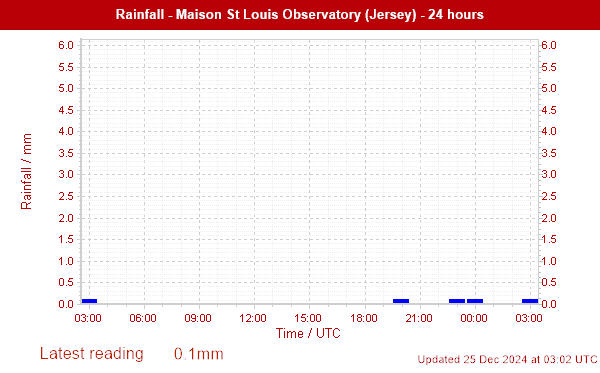 Rainfall - Maison St Louis Observatory (Jersey) - 24 hours
6.0 6.0
5.5 5.5
5.0 5.0
4.5 4.5
4.0 4.0
3.5 3.5
3.0 3.0
2.5 2.5
2.0 2.0
1.5 1.5
1.0 1.0
0.5 0.5
0.0 0.0
Rainfall / mm
03:00 06:00 09:00 12:00 15:00 18:00 21:00 00:00 03:00
Time / UTC
Latest reading 0.1mm
Updated 25 Dec 2024 at 03:02 UTC